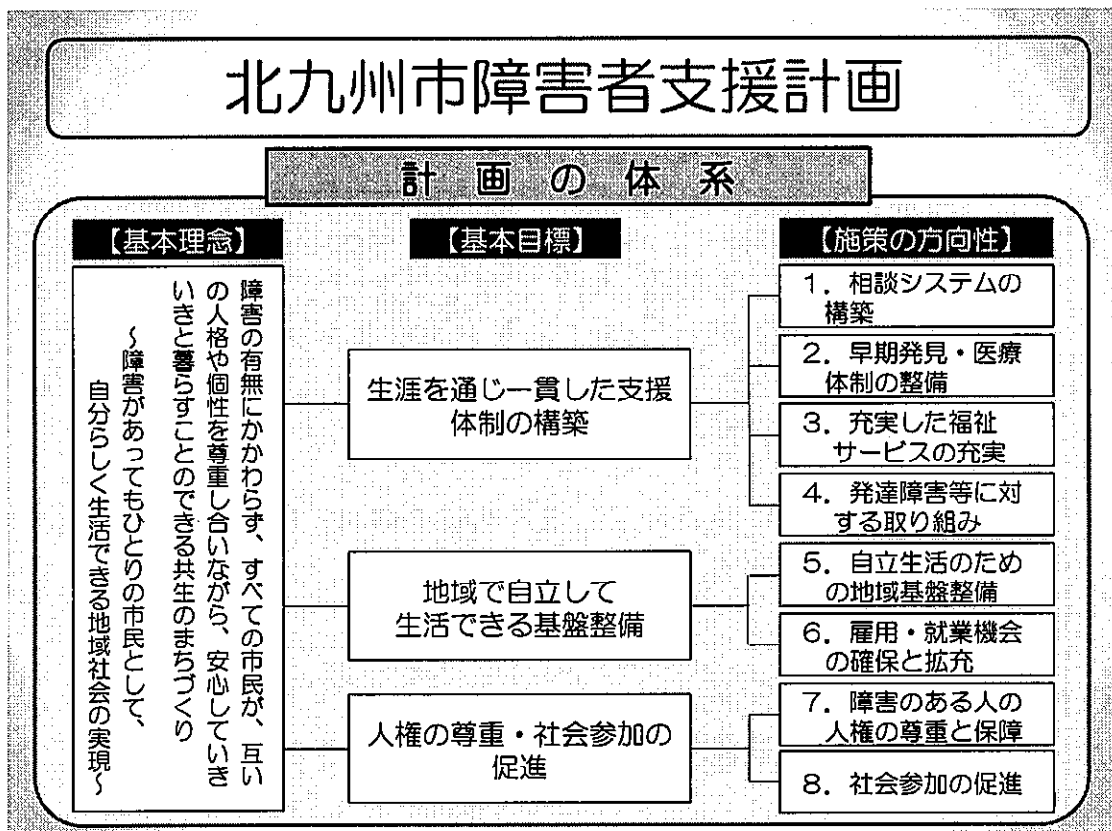 北九州市障害者支援計画
計画の体系
【基本理念】
障害の有無にかかわらず、すべての市民が、互い
の人格や個性を尊重し合いながら、安心していき
いきと暮らすことのできる共生のまちづくり
～障害があってもひとりの市民として、
自分らしく生活できる地域社会の実現～
【基本目標】
生涯を通じ一貫した支援
体制の構築
地域で自立して
生活できる基盤整備
人権の尊重・社会参加の
促進
【施策の方向性】
1．相談システムの
構築
2．早期発見・医療
体制の整備
3．充実した福祉
サービスの充実
4．発達障害等に対
する取り組み
5．自立生活のため
の地域基盤整備
6．雇用・就業機会
の確保と拡充
7．障害のある人の
人権の尊重と保障
8．社会参加の促進